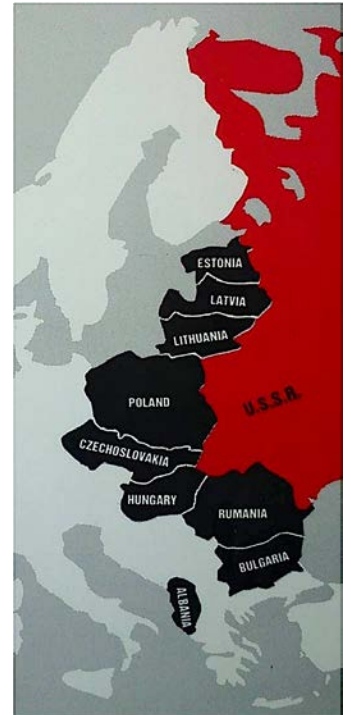 ESTONIA
LATVIA
LITHUANIA
POLAND
U.S.S.R.
CZECHOSLOVAKIA
HUNGARY
RUMANIA
BULGARIA
ALBANIA